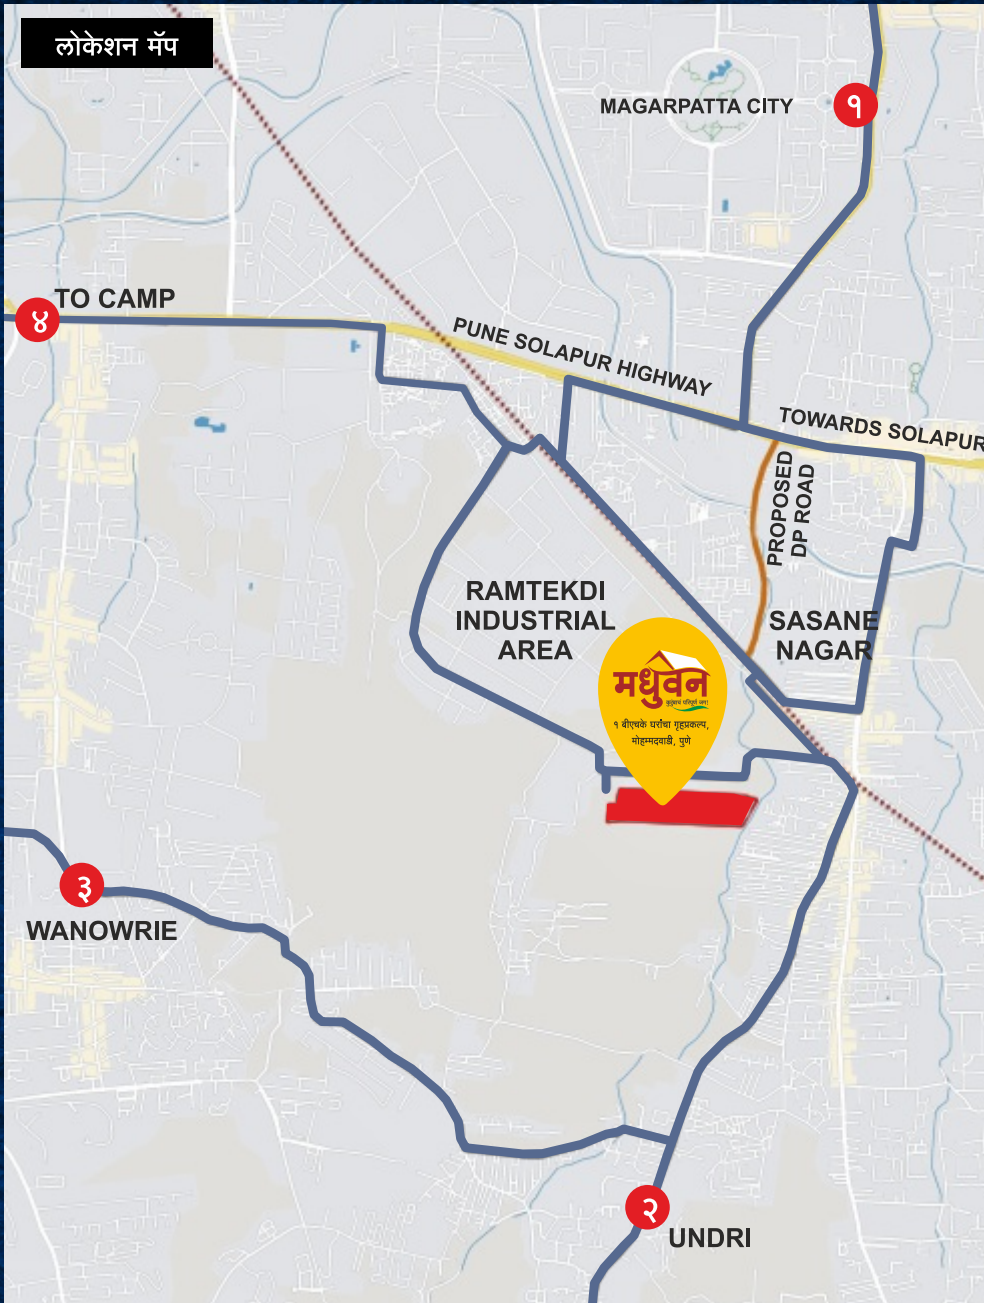 लोकेशन मॅप
MAGARPATTA CITY
१
TO CAMP
४
PUNE SOLAPUR HIGHWAY
TOWARDS SOLAPUR
PROPOSED
DP ROAD
RAMTEKDI
INDUSTRIAL
AREA
SASANE
NAGAR
मधुवन
१ बीएचके घरांचा गृहप्रकल्प,
मोहम्मदवाडी, पुणे
३
WANOWRIE
२
UNDRI